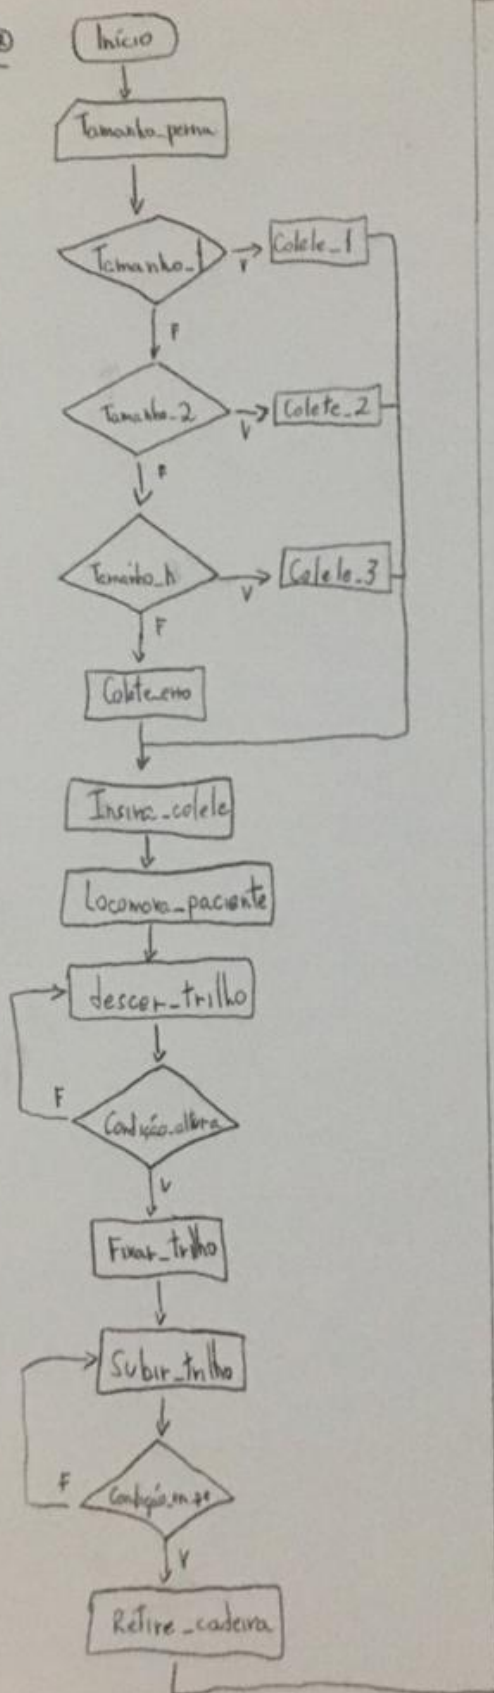 Início
Tamanho_perna
Tamanho_1
V
Colete_1
F
Tamanho_2
V
Colete_2
F
Tamanho_n
V
Colete_3
F
Colete_erro
Insira_colete
Locomova_paciente
descer_trilho
F
Condição_altura
V
Fixar_trilho
Subir_trilho
F
Condição_em_pé
V
Retire_cadeira